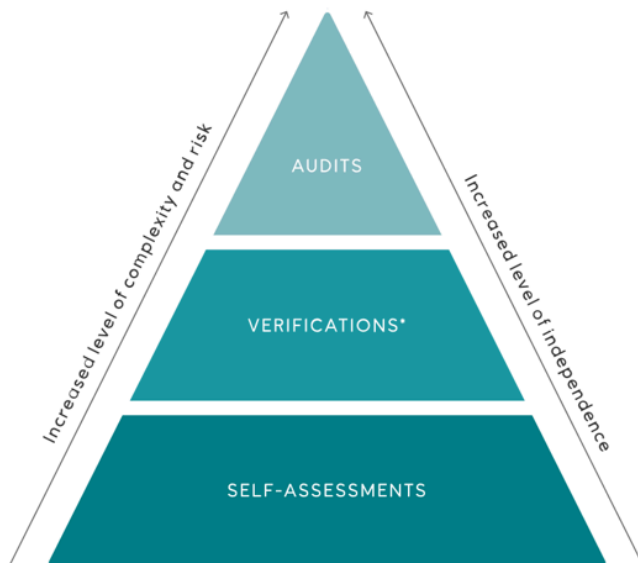 AUDITS
VERIFICATIONS*
SELF-ASSESSMENTS
Increased level of complexity and risk
Increased level of independence